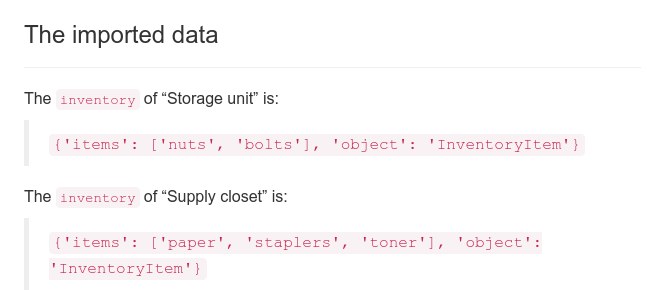 The imported data
The inventory of “Storage unit” is:
{'items': ['nuts', 'bolts'], 'object': 'InventoryItem'}
The inventory of “Supply closet” is:
{'items': ['paper', 'staplers', 'toner'], 'object':
'InventoryItem'}